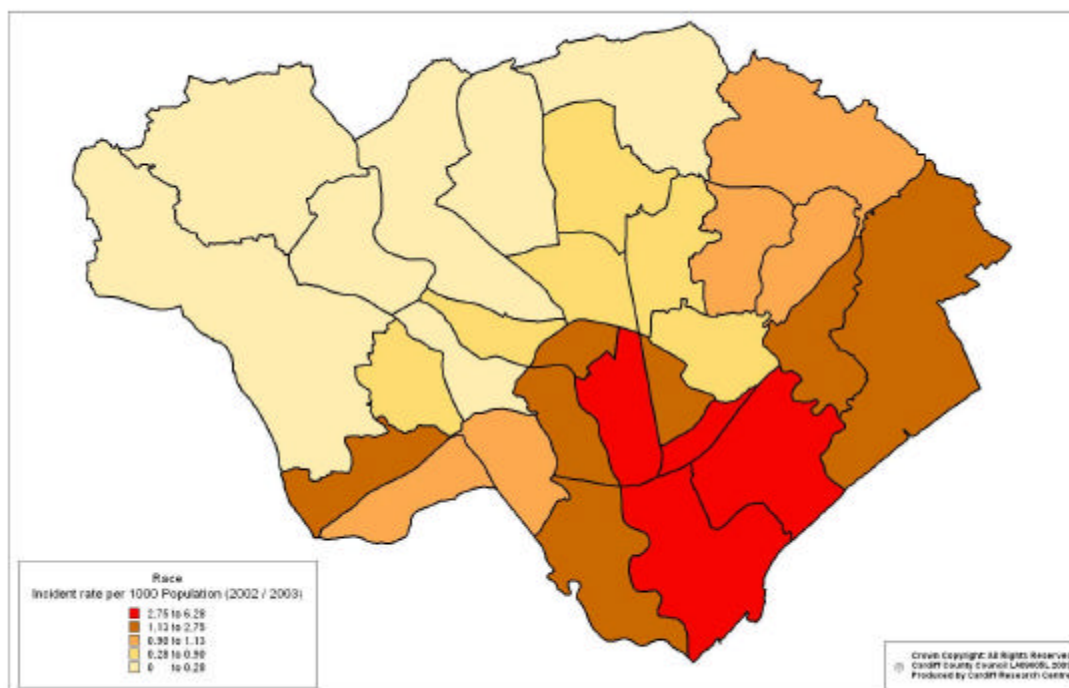 Race
Incident rate per 1000 Population (2002 / 2003)
2.75 to 6.28
1.13 to 2.75
0.90 to 1.13
0.28 to 0.90
0 to 0.28
Crown Copyright: All Rights Reserved
Cardiff County Council
Produced by Cardiff Research Centre